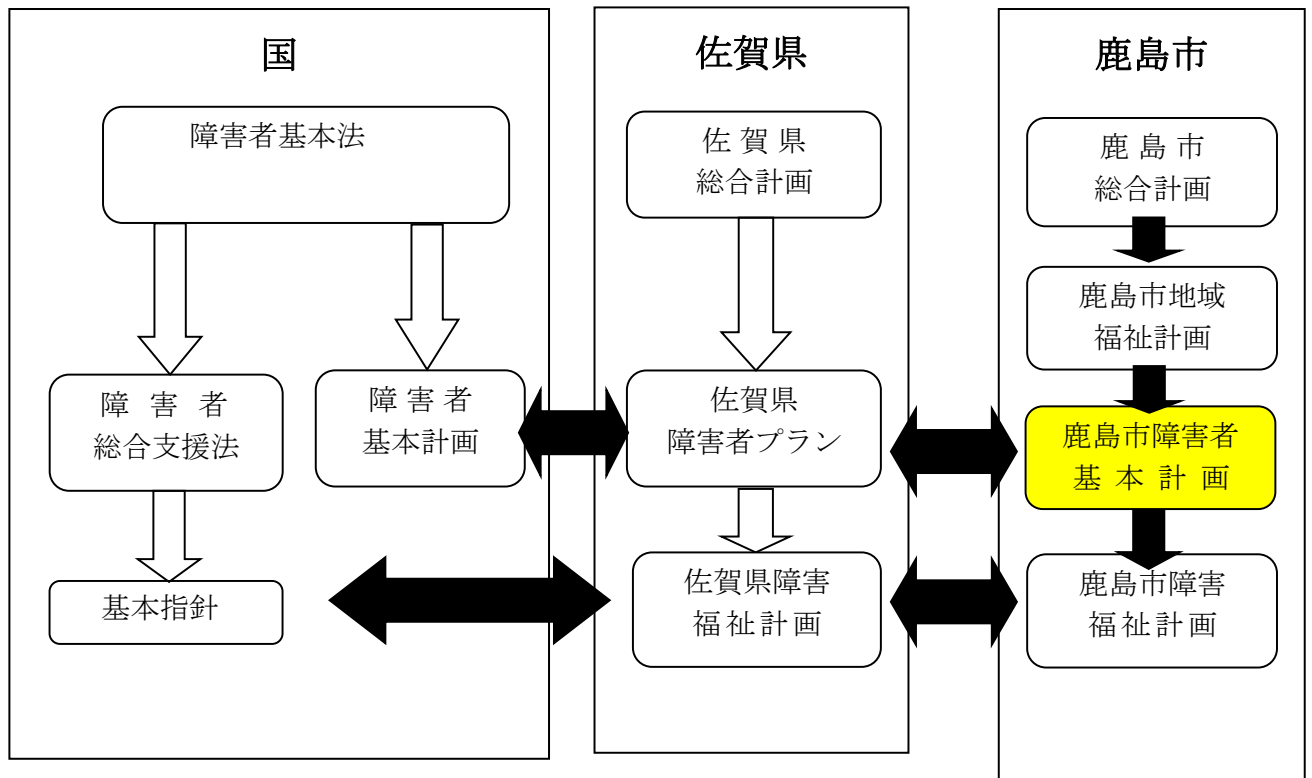 国
障害者基本法
障害者
総合支援法
障害者
基本計画
基本指針
佐賀県
佐賀県
総合計画
佐賀県
障害者プラン
佐賀県障害
福祉計画
鹿島市
鹿島市
総合計画
鹿島市地域
福祉計画
鹿島市障害者
基本計画
鹿島市障害
福祉計画